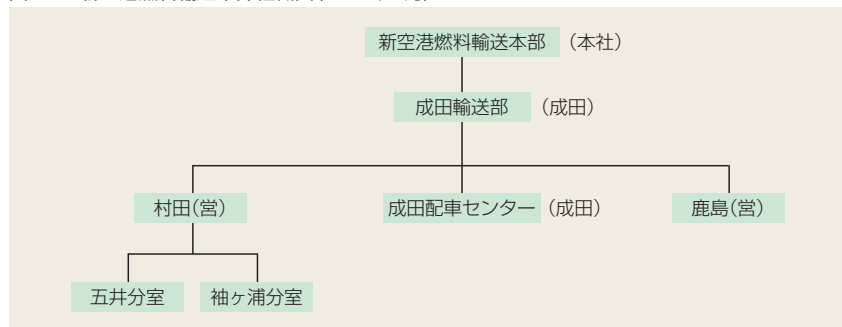 新空港燃料輸送本部 (本社)
成田輸送部 (成田)
村田(営) 成田配車センター (成田) 鹿島(営)
五井分室 袖ヶ浦分室